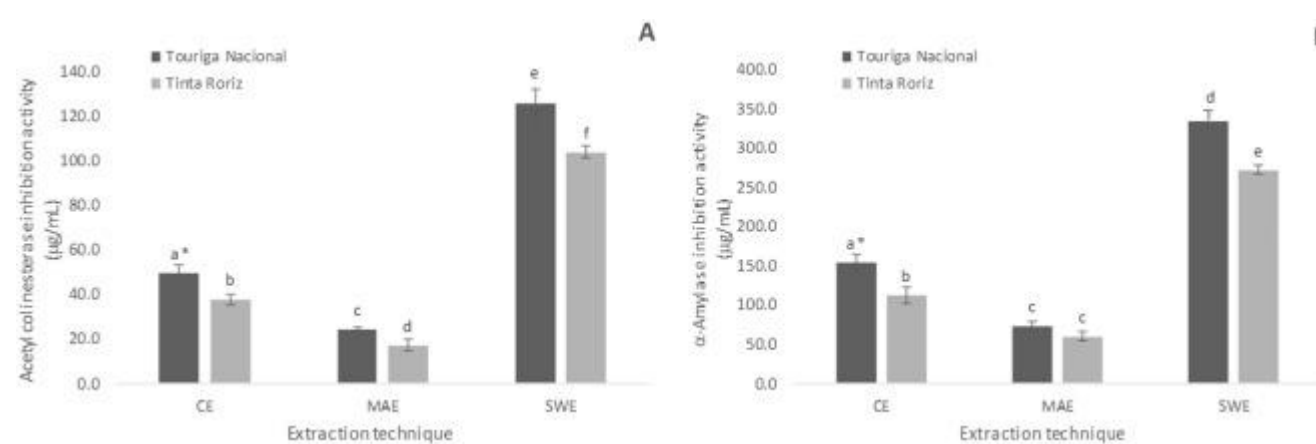 A
Touriga Nacional
Tinta Roriz
Acetyl colinesterase inhibition activity
(µg/mL)
140.0
120.0
100.0
80.0
60.0
40.0
20.0
0.0
a*
b
c
d
e
f
CE
MAE
SWE
Extraction technique
Touriga Nacional
Tinta Roriz
α-Amylase inhibition activity
(µg/mL)
400.0
350.0
300.0
250.0
200.0
150.0
100.0
50.0
0.0
a*
b
c
c
d
e
CE
MAE
SWE
Extraction technique